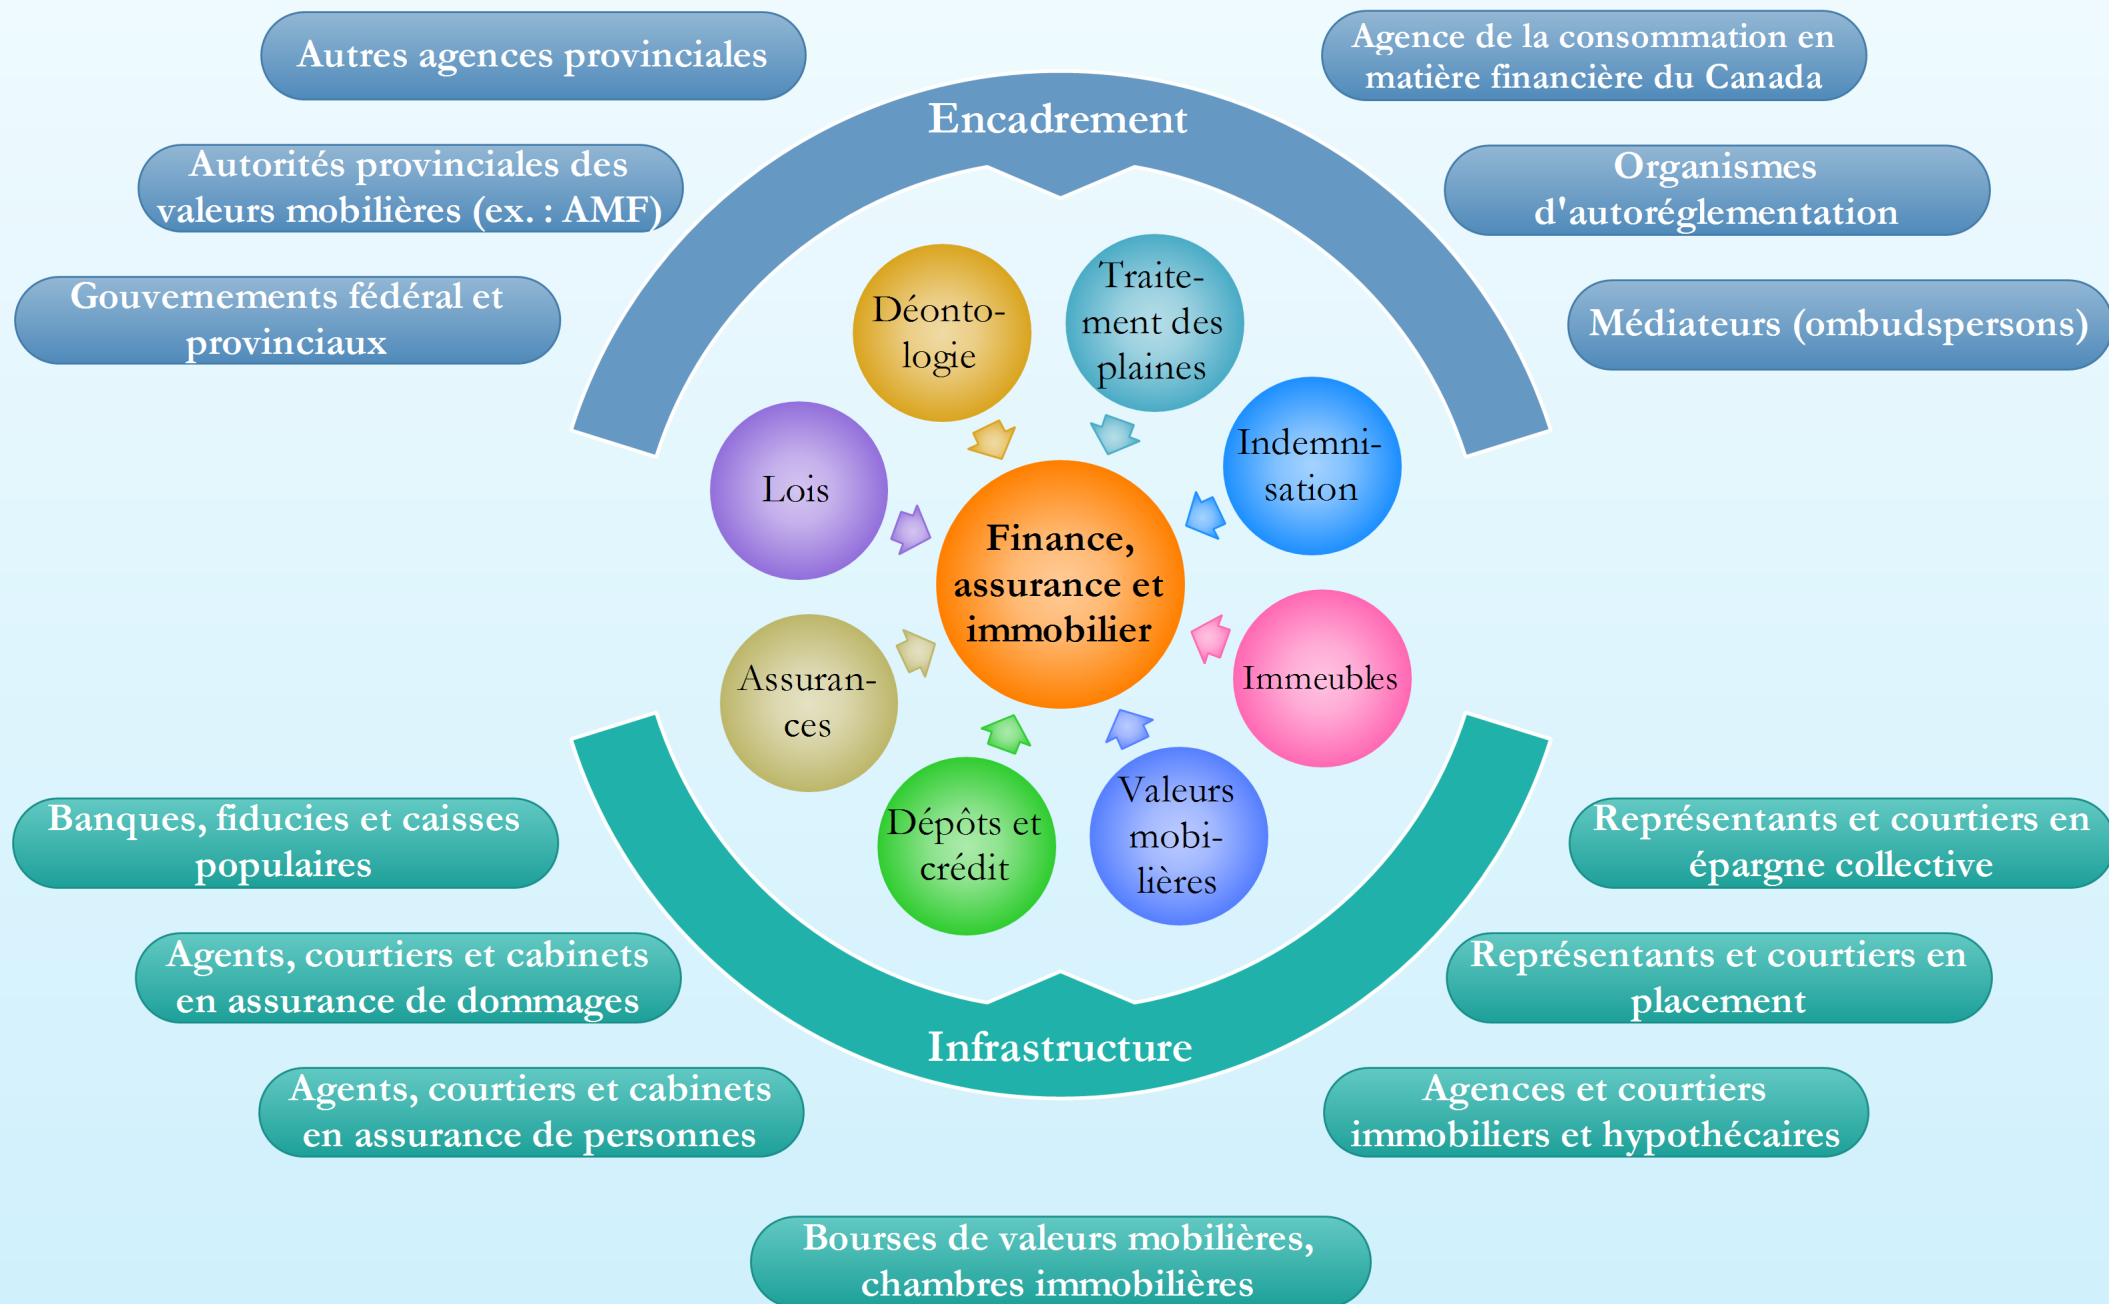 Autres agences provinciales
Agence de la consommation en
matière financière du Canada
Encadrement
Autorités provinciales des
valeurs mobilières (ex. : AMF)
Organismes
d'autoréglementation
Gouvernements fédéral et
provinciaux
Médiateurs (ombudspersons)
Déonto-
logie
Traite-
ment des
plaines
Lois
Indemni-
sation
Finance,
assurance et
immobilier
Assuran-
ces
Immeubles
Dépôts et
crédit
Valeurs
mobi-
lières
Banques, fiducies et caisses
populaires
Représentants et courtiers en
épargne collective
Agents, courtiers et cabinets
en assurance de dommages
Représentants et courtiers en
placement
Infrastructure
Agents, courtiers et cabinets
en assurance de personnes
Agences et courtiers
immobiliers et hypothécaires
Bourses de valeurs mobilières,
chambres immobilières